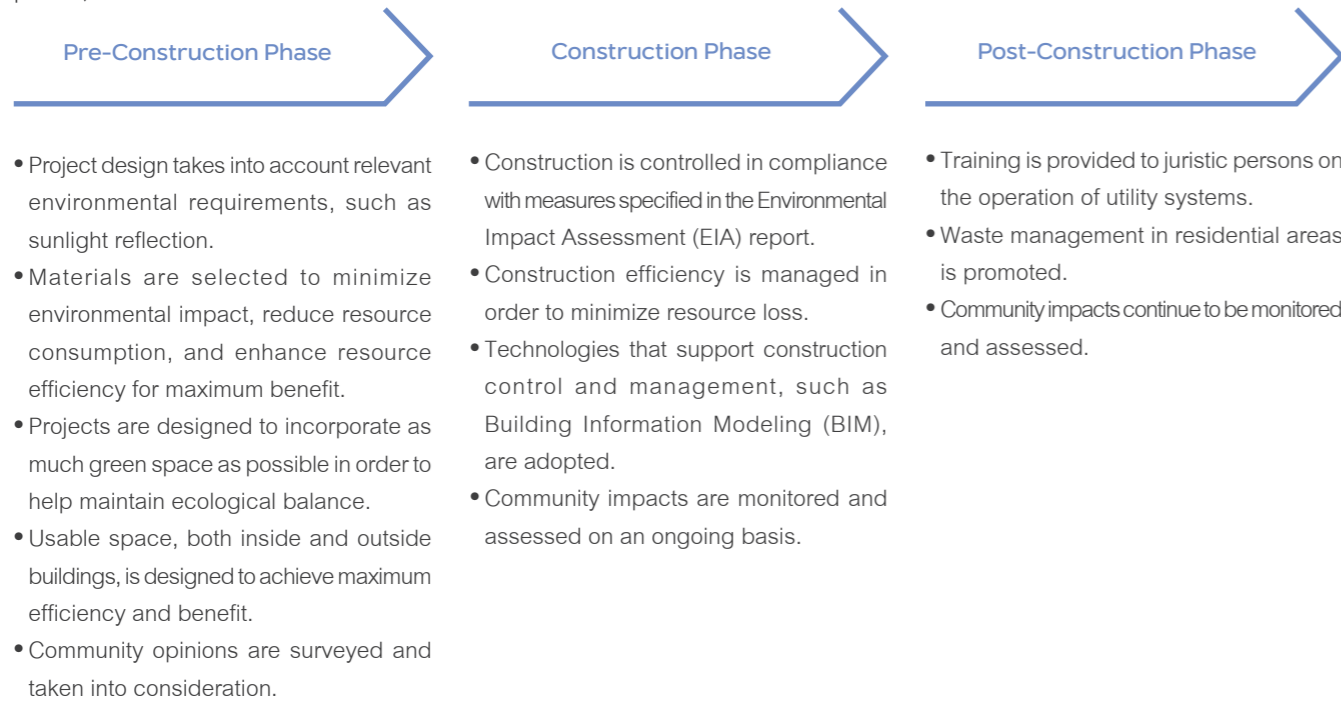 Pre-Construction Phase
• Project design takes into account relevant
environmental requirements, such as
sunlight reflection.
• Materials are selected to minimize
environmental impact, reduce resource
consumption, and enhance resource
efficiency for maximum benefit.
• Projects are designed to incorporate as
much green space as possible in order to
help maintain ecological balance.
• Usable space, both inside and outside
buildings, is designed to achieve maximum
efficiency and benefit.
• Community opinions are surveyed and
taken into consideration.
Construction Phase
• Construction is controlled in compliance
with measures specified in the Environmental
Impact Assessment (EIA) report.
• Construction efficiency is managed in
order to minimize resource loss.
• Technologies that support construction
control and management, such as
Building Information Modeling (BIM),
are adopted.
• Community impacts are monitored and
assessed on an ongoing basis.
Post-Construction Phase
• Training is provided to juristic persons on
the operation of utility systems.
• Waste management in residential areas
is promoted.
• Community impacts continue to be monitored
and assessed.